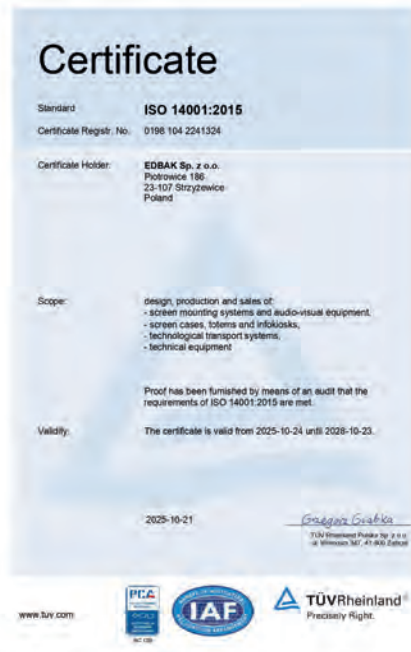 Certificate
Standard ISO 14001:2015
Certificate Registr. No. 0198 104 2241324
Certificate Holder: EDBAK Sp. z o.o.
Piotrowice 186
23-107 Strzyżewice
Poland
Scope: design, production and sales of:
- screen mounting systems and audio-visual equipment,
- screen cases, totems and infokiosks,
- technological transport systems,
- technical equipment
Proof has been furnished by means of an audit that the
requirements of ISO 14001:2015 are met.
Validity: The certificate is valid from 2025-10-24 until 2028-10-23.
2025-10-21
TÜV Rheinland Polska Sp. z o.o.
www.tuv.com
PCA
IAF
TÜVRheinland®
Precisely Right.